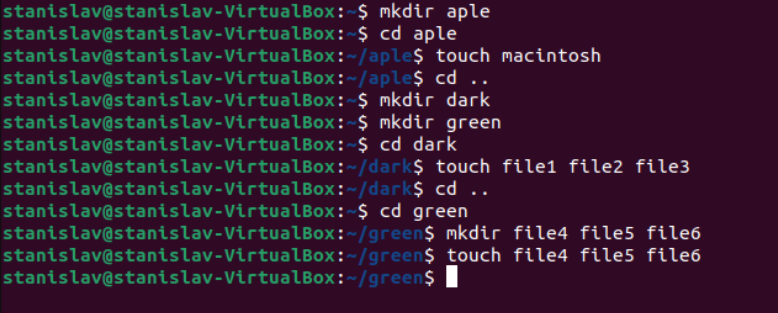 stanislav@stanislav-VirtualBox:~$ mkdir aple
stanislav@stanislav-VirtualBox:~$ cd aple
stanislav@stanislav-VirtualBox:~/aple$ touch macintosh
stanislav@stanislav-VirtualBox:~/aple$ cd ..
stanislav@stanislav-VirtualBox:~$ mkdir dark
stanislav@stanislav-VirtualBox:~$ mkdir green
stanislav@stanislav-VirtualBox:~$ cd dark
stanislav@stanislav-VirtualBox:~/dark$ touch file1 file2 file3
stanislav@stanislav-VirtualBox:~/dark$ cd ..
stanislav@stanislav-VirtualBox:~$ cd green
stanislav@stanislav-VirtualBox:~/green$ mkdir file4 file5 file6
stanislav@stanislav-VirtualBox:~/green$ touch file4 file5 file6
stanislav@stanislav-VirtualBox:~/green$